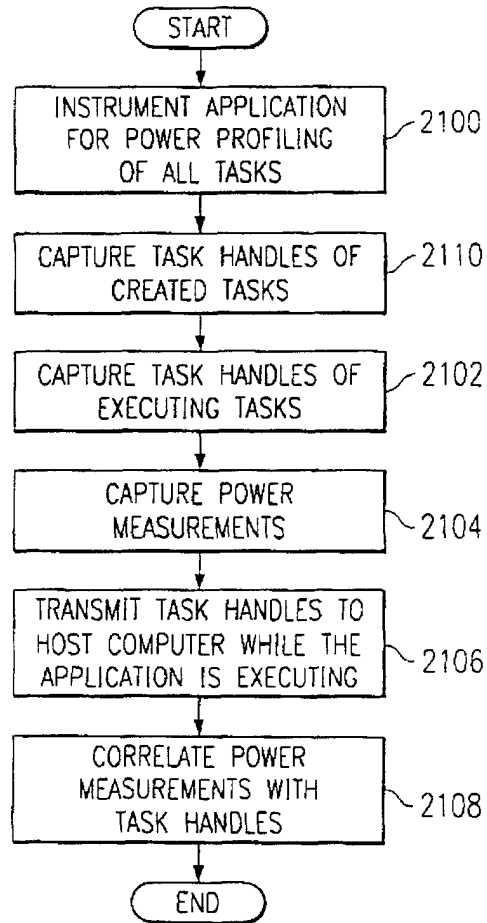 START
INSTRUMENT APPLICATION
FOR POWER PROFILING
OF ALL TASKS
2100
CAPTURE TASK HANDLES OF
CREATED TASKS
2110
CAPTURE TASK HANDLES OF
EXECUTING TASKS
2102
CAPTURE POWER
MEASUREMENTS
2104
TRANSMIT TASK HANDLES TO
HOST COMPUTER WHILE THE
APPLICATION IS EXECUTING
2106
CORRELATE POWER
MEASUREMENTS WITH
TASK HANDLES
2108
END